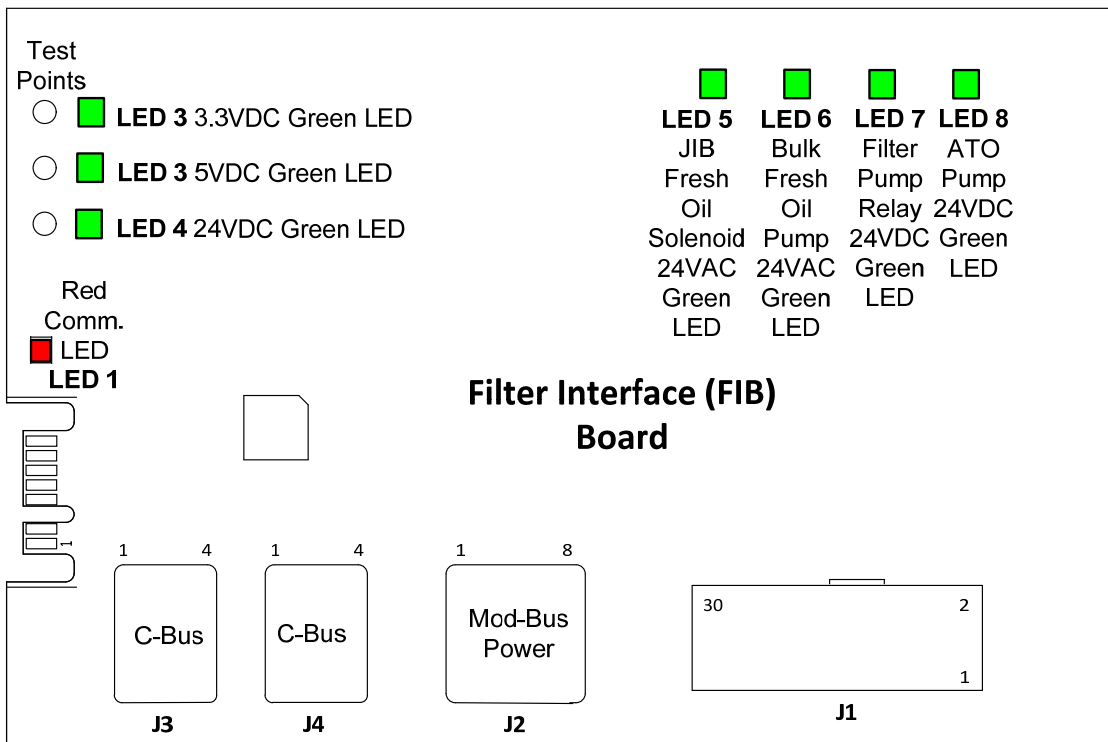 Test
Points
LED 3 3.3VDC Green LED
LED 3 5VDC Green LED
LED 4 24VDC Green LED
Red
Comm.
LED
LED 1
LED 5
JIB
Fresh
Oil
Solenoid
24VAC
Green
LED
LED 6
Bulk
Fresh
Oil
Pump
24VAC
Green
LED
LED 7
Filter
Pump
Relay
24VDC
Green
LED
LED 8
ATO
Pump
24VDC
Green
LED
Filter Interface (FIB)
Board
1
1 4
C-Bus
J3
1 4
C-Bus
J4
1 8
Mod-Bus
Power
J2
30 2
1
J1